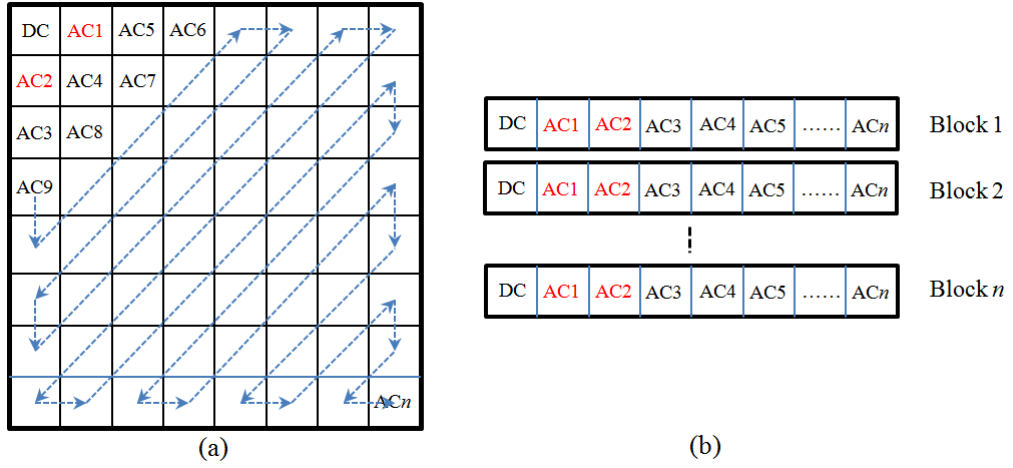 DC AC1 AC5 AC6
AC2 AC4 AC7
AC3 AC8
AC9
ACn
(a)
DC AC1 AC2 AC3 AC4 AC5 …… ACn Block 1
DC AC1 AC2 AC3 AC4 AC5 …… ACn Block 2
DC AC1 AC2 AC3 AC4 AC5 …… ACn Block n
(b)